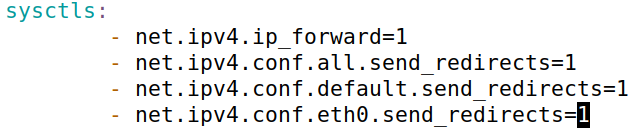 sysctls:
- net.ipv4.ip_forward=1
- net.ipv4.conf.all.send_redirects=1
- net.ipv4.conf.default.send_redirects=1
- net.ipv4.conf.eth0.send_redirects=1